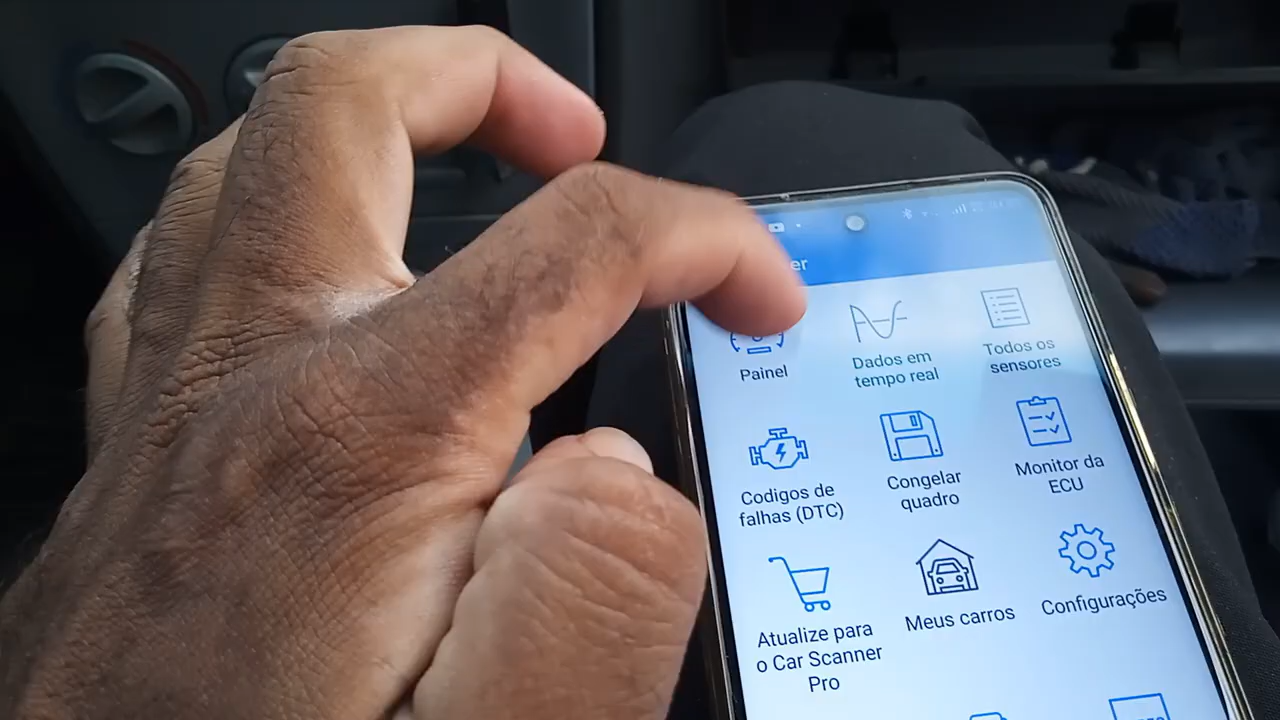 er
Painel
Dados em
tempo real
Todos os
sensores
Codigos de
falhas (DTC)
Congelar
quadro
Monitor da
ECU
Atualize para
o Car Scanner
Pro
Meus carros
Configurações